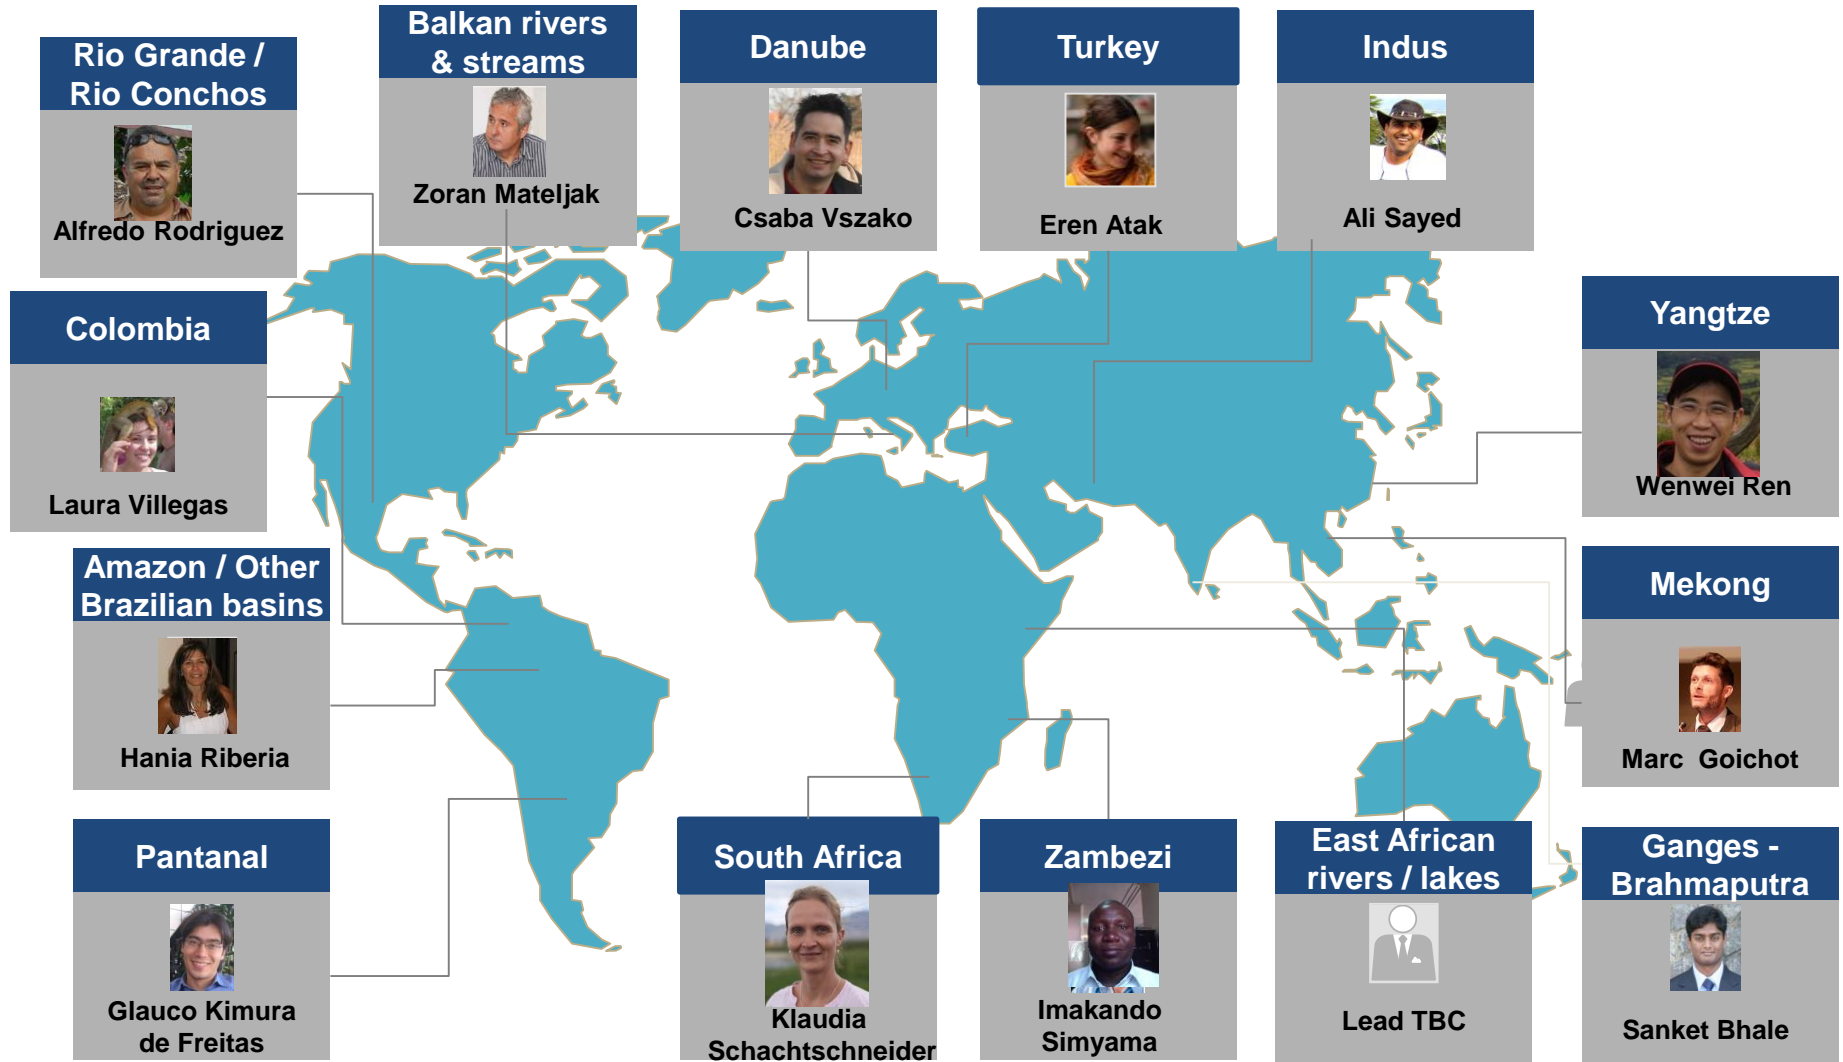 Rio Grande /
Rio Conchos
Alfredo Rodriguez
Balkan rivers
& streams
Zoran Mateljak
Danube
Csaba Vszako
Turkey
Eren Atak
Indus
Ali Sayed
Colombia
Laura Villegas
Yangtze
Wenwei Ren
Amazon / Other
Brazilian basins
Hania Riberia
Mekong
Marc  Goichot
Pantanal
Glauco Kimura
de Freitas
South Africa
Klaudia
Schachtschneider
Zambezi
Imakando
Simyama
East African
rivers / lakes
Lead TBC
Ganges -
Brahmaputra
Sanket Bhale